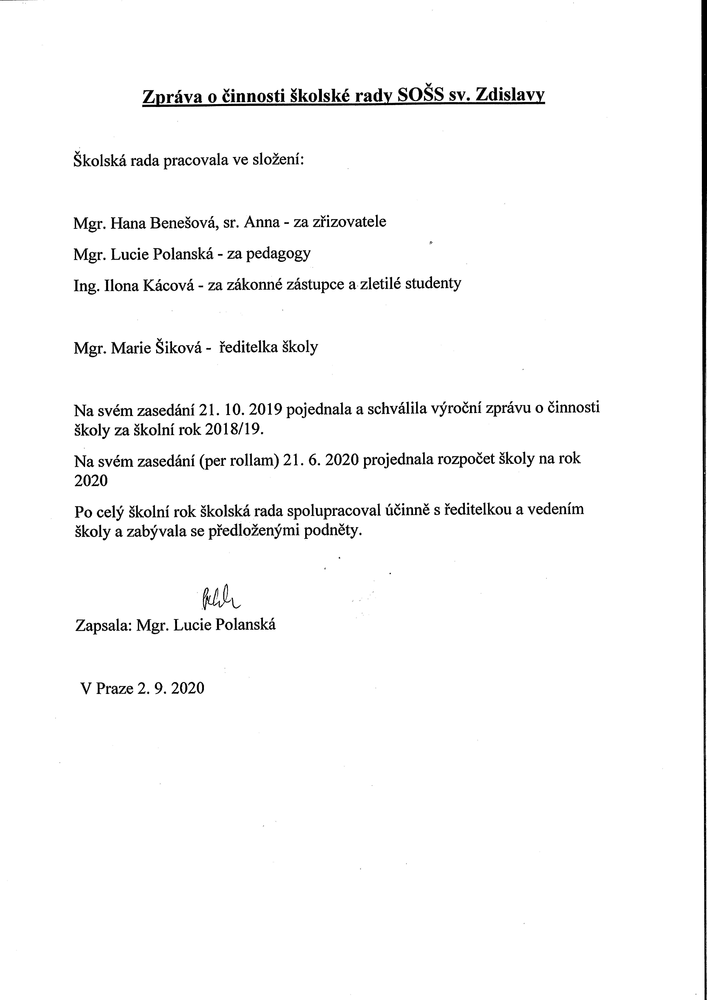 Zpráva o činnosti školské rady SOŠS sv. Zdislavy
Školská rada pracovala ve složení:
Mgr. Hana Benešová, sr. Anna - za zřizovatele
Mgr. Lucie Polanská - za pedagogy
Ing. Ilona Kácová - za zákonné zástupce a zletilé studenty
Mgr. Marie Šiková - ředitelka školy
Na svém zasedání 21. 10. 2019 pojednala a schválila výroční zprávu o činnosti
školy za školní rok 2018/19.
Na svém zasedání (per rollam) 21. 6. 2020 projednala rozpočet školy na rok
2020
Po celý školní rok školská rada spolupracoval účinně s ředitelkou a vedením
školy a zabývala se předloženými podněty.
Zapsala: Mgr. Lucie Polanská
V Praze 2. 9. 2020